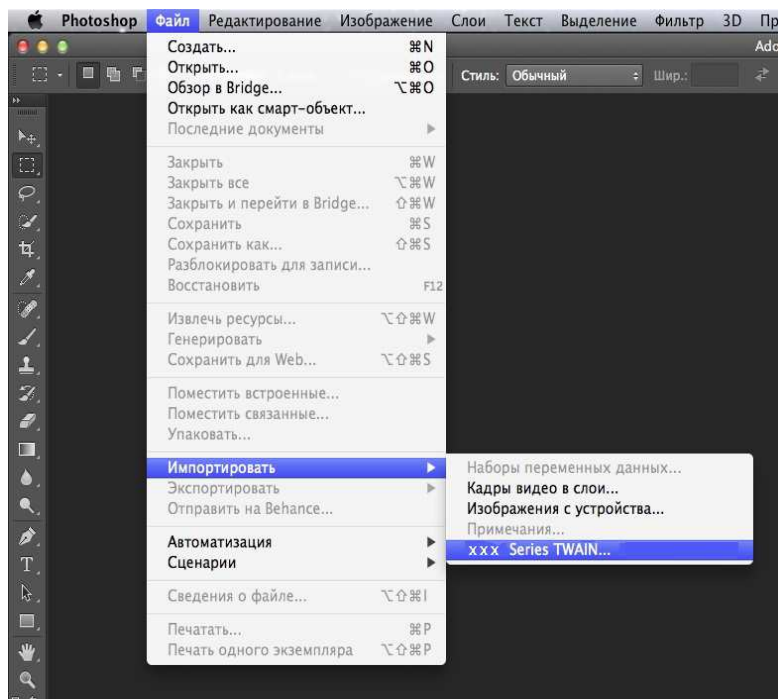 Photoshop Файл Редактирование Изображение Слои Текст Выделение Фильтр 3D Пр
Ado
Стиль: Обычный Шир.:
Создать... ⌘N
Открыть... ⌘O
Обзор в Bridge... ⌥⌘O
Открыть как смарт-объект...
Последние документы
Закрыть ⌘W
Закрыть все ⌥⌘W
Закрыть и перейти в Bridge... ⇧⌘W
Сохранить ⌘S
Сохранить как... ⇧⌘S
Разблокировать для записи...
Восстановить F12
Извлечь ресурсы... ⌥⇧⌘W
Генерировать
Сохранить для Web... ⌥⇧⌘S
Поместить встроенные...
Поместить связанные...
Упаковать...
Импортировать
Экспортировать
Отправить на Behance...
Автоматизация
Сценарии
Сведения о файле... ⌥⇧⌘I
Печатать... ⌘P
Печать одного экземпляра ⌥⇧⌘P
Наборы переменных данных...
Кадры видео в слои...
Изображения с устройства...
Примечания...
xxx Series TWAIN...